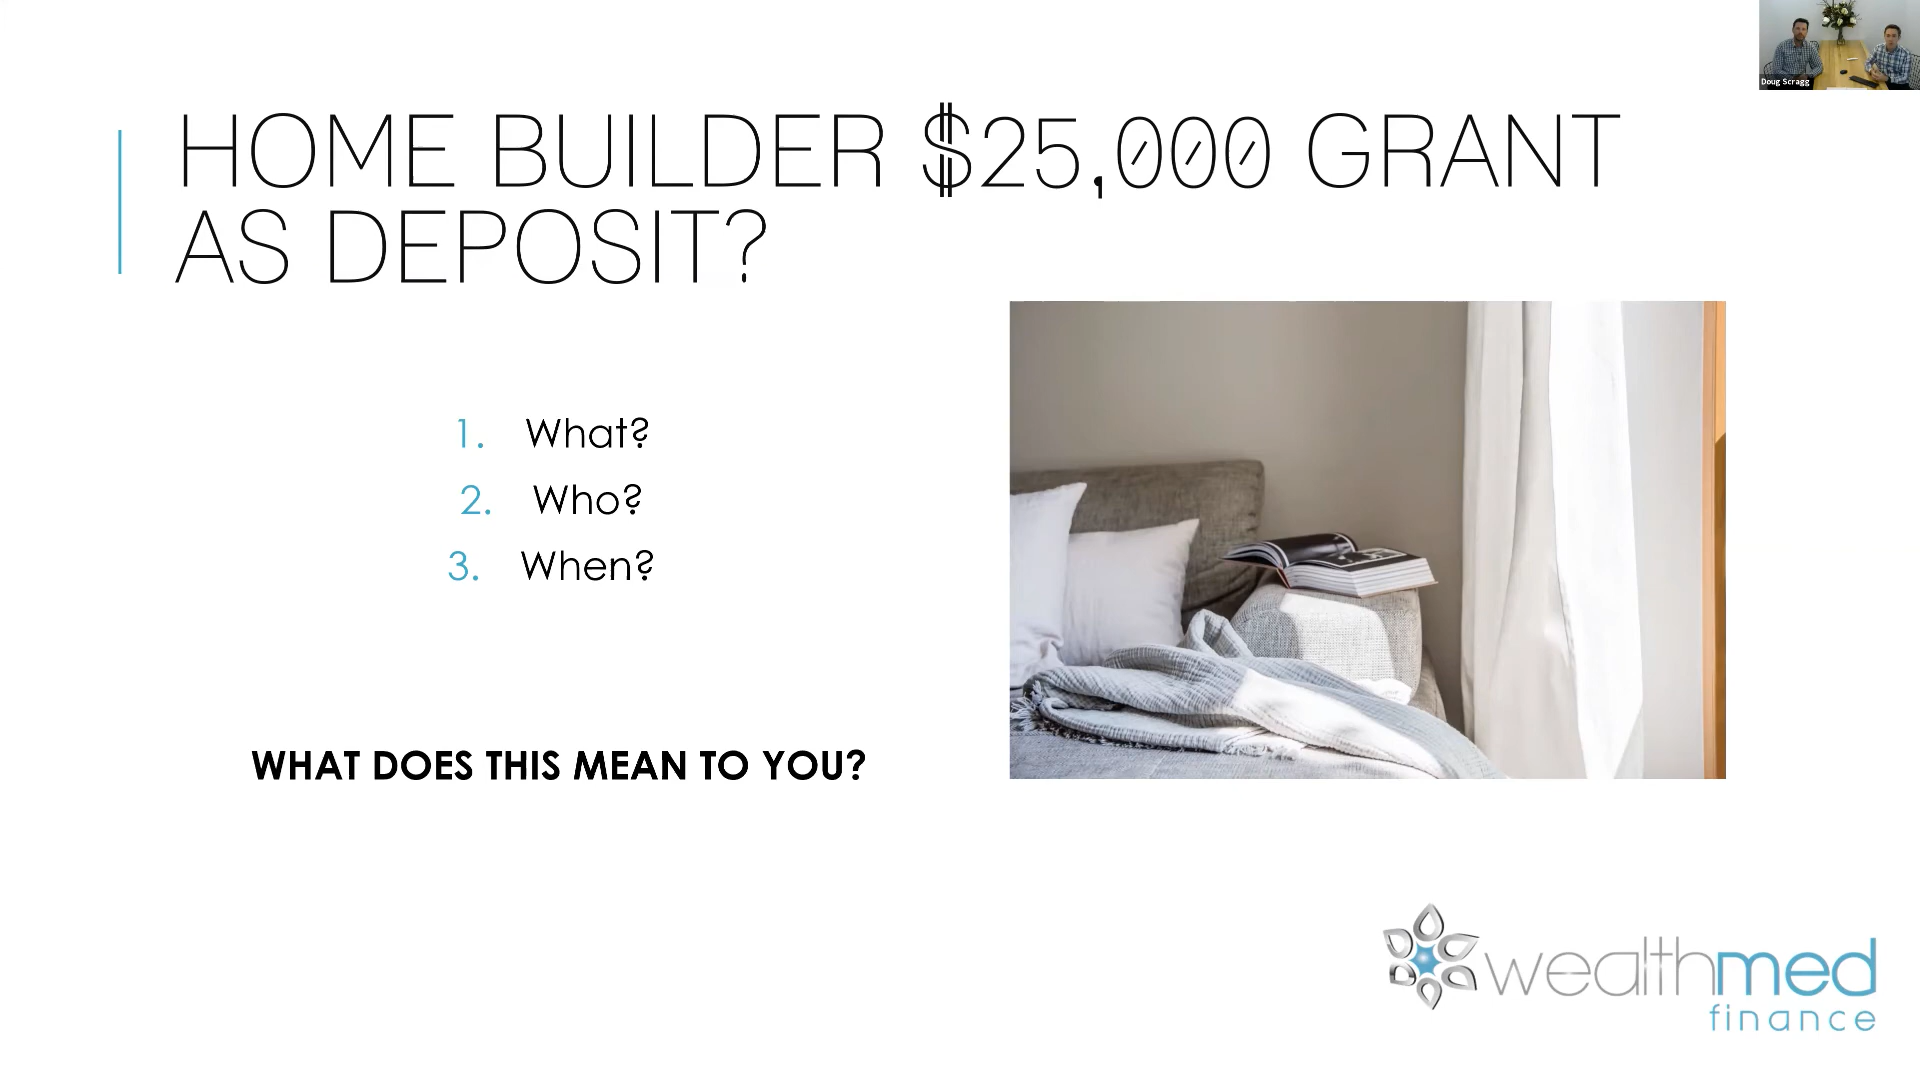 Doug Scragg
HOME BUILDER $25,000 GRANT
AS DEPOSIT?
1. What?
2. Who?
3. When?
WHAT DOES THIS MEAN TO YOU?
wealthmed
finance